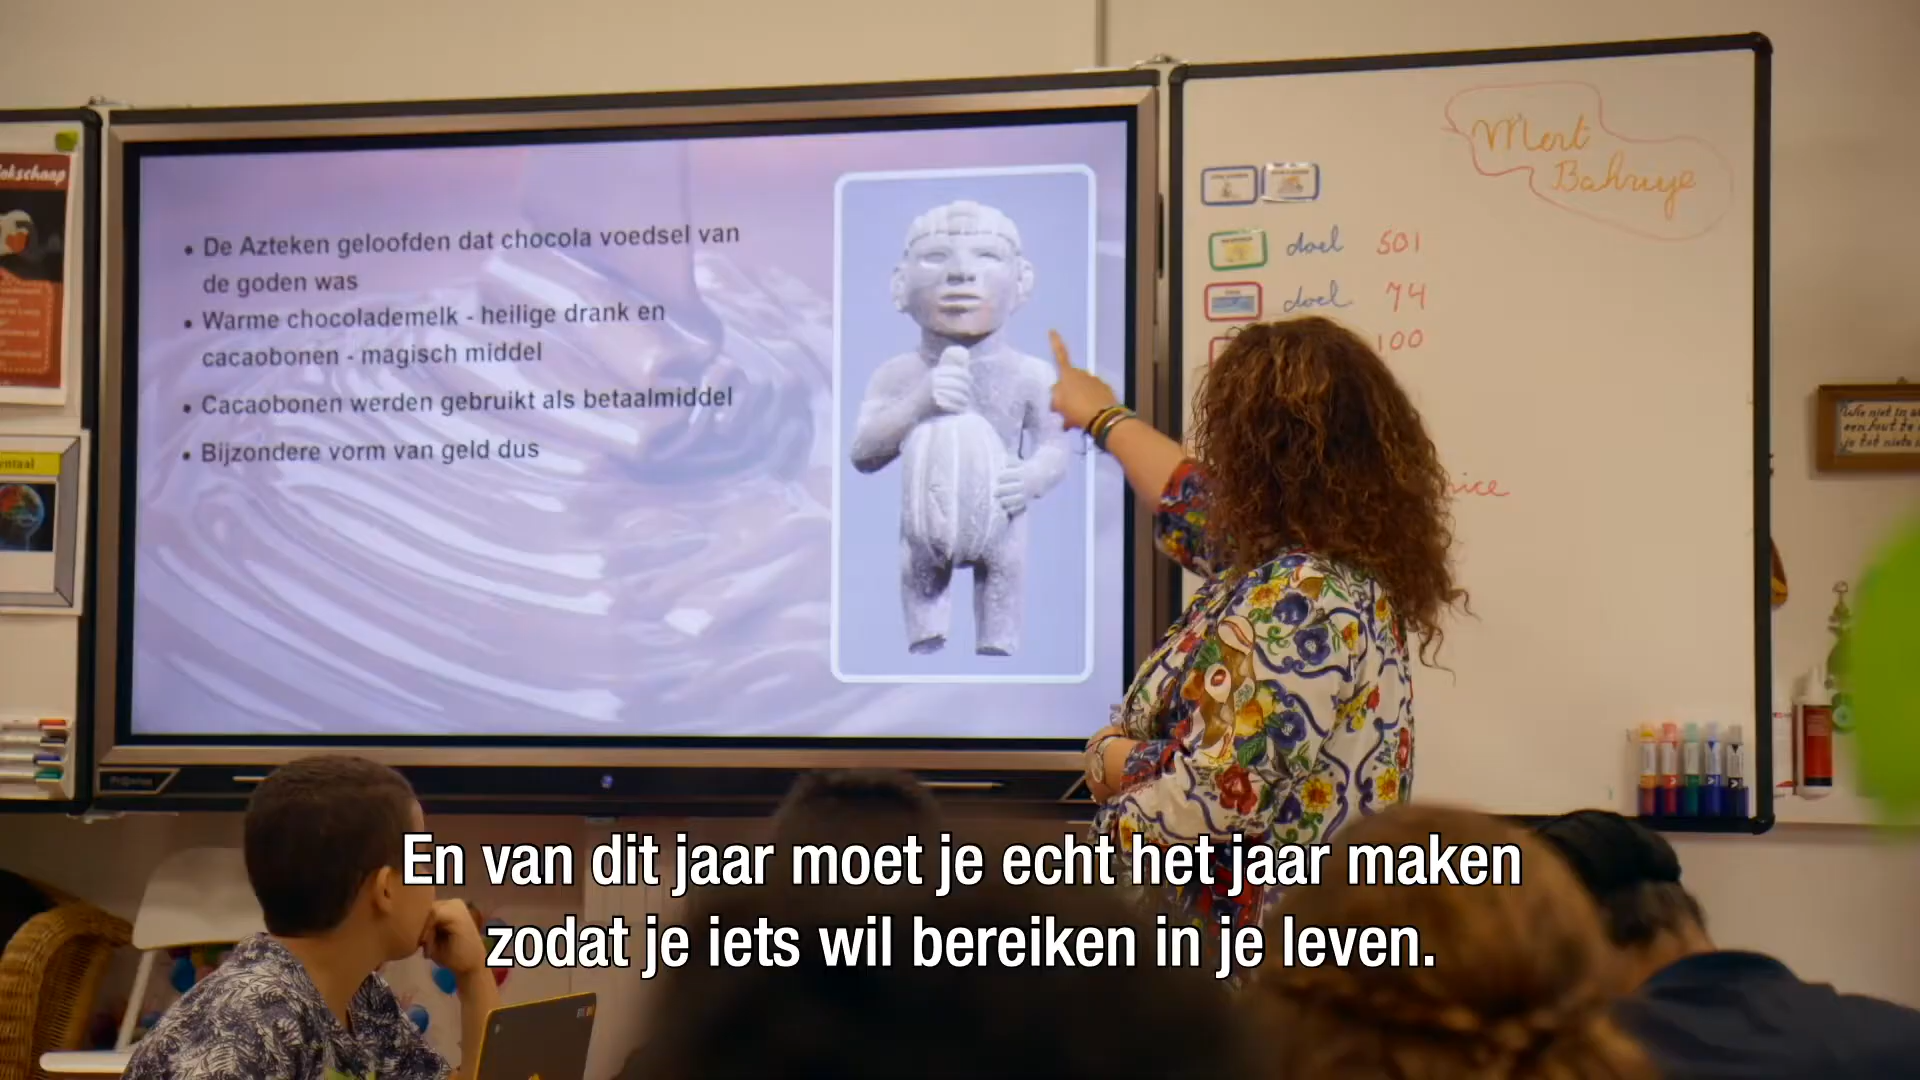 De Azteken geloofden dat chocola voedsel van
de goden was
Warme chocolademelk - heilige drank en
cacaobonen - magisch middel
Cacaobonen werden gebruikt als betaalmiddel
Bijzondere vorm van geld dus
Mert
Bahriye
doel 501
doel 74
100
En van dit jaar moet je echt het jaar maken
zodat je iets wil bereiken in je leven.